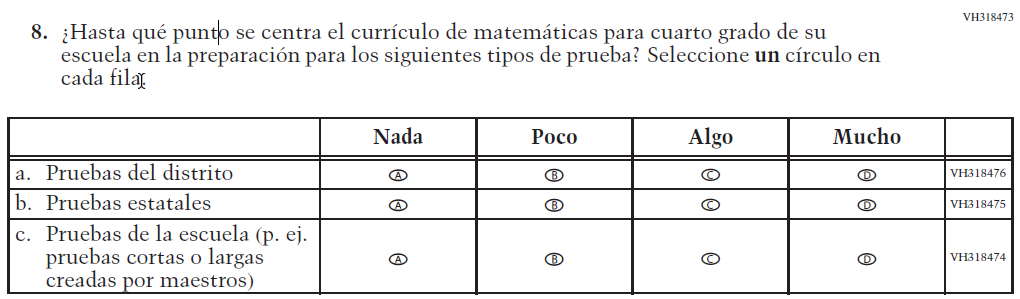 VH318473
8. ¿Hasta qué punto se centra el currículo de matemáticas para cuarto grado de su
escuela en la preparación para los siguientes tipos de prueba? Seleccione un círculo en
cada fila.
Nada Poco Algo Mucho
a. Pruebas del distrito A B C D VH318476
b. Pruebas estatales A B C D VH318475
c. Pruebas de la escuela (p. ej.
pruebas cortas o largas A B C D VH318474
creadas por maestros)